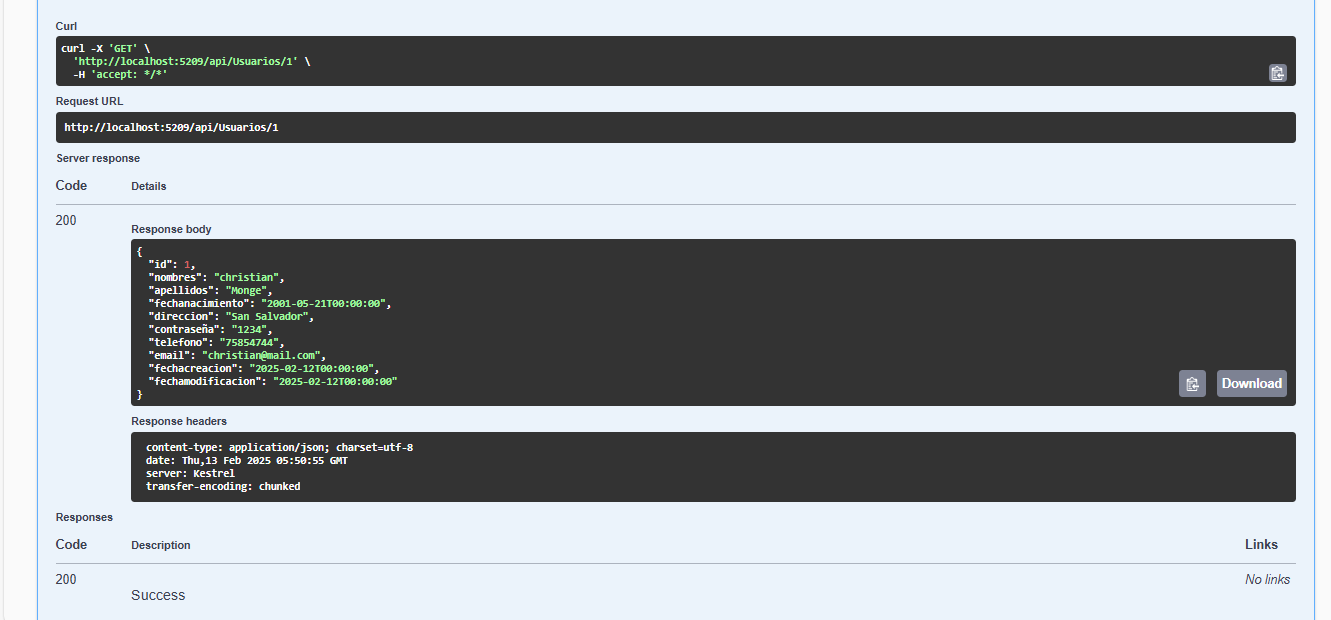 Curl
curl -X 'GET' \
'http://localhost:5209/api/Usuarios/1' \
-H 'accept: */*'
Request URL
http://localhost:5209/api/Usuarios/1
Server response
Code Details
200
Response body
{
"id": 1,
"nombres": "christian",
"apellidos": "Monge",
"fechanacimiento": "2001-05-21T00:00:00",
"direccion": "San Salvador",
"contraseña": "1234",
"telefono": "75854744",
"email": "christian@mail.com",
"fechacreacion": "2025-02-12T00:00:00",
"fechamodificacion": "2025-02-12T00:00:00"
}
Download
Response headers
content-type: application/json; charset=utf-8
date: Thu,13 Feb 2025 05:50:55 GMT
server: Kestrel
transfer-encoding: chunked
Responses
Code Description Links
200 No links
Success